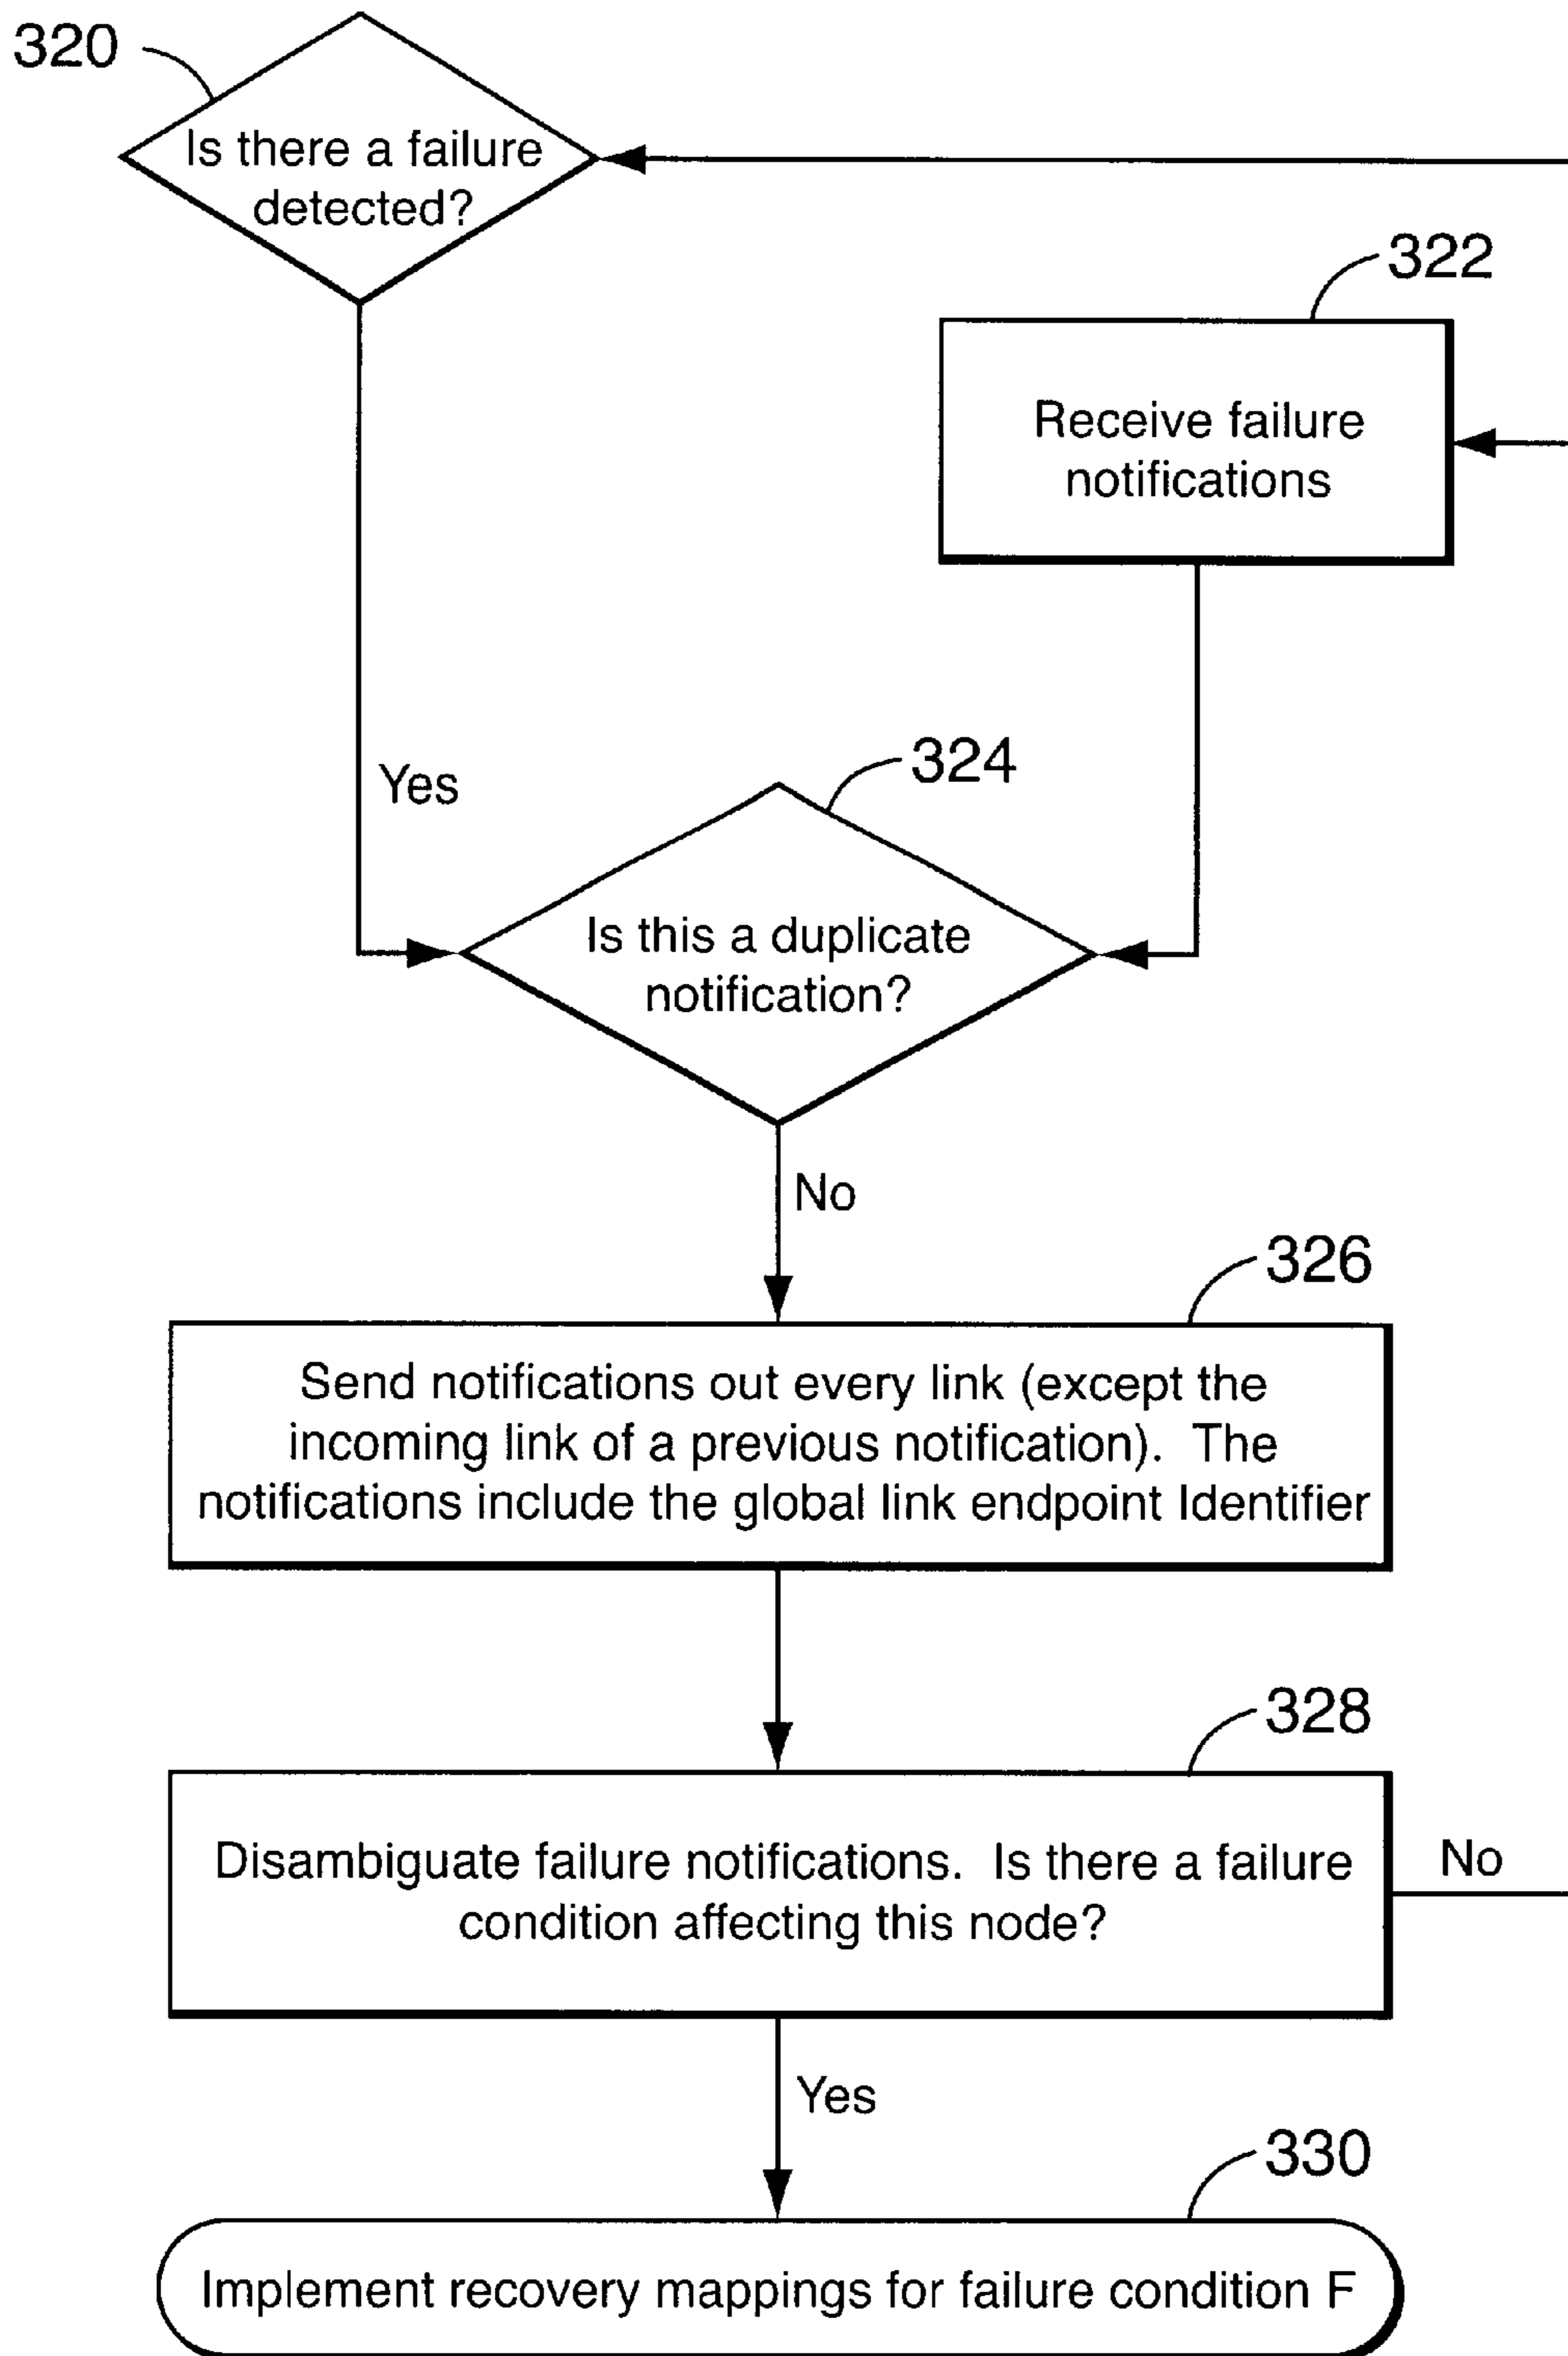 320
Is there a failure
detected?
322
Receive failure
notifications
Yes
324
Is this a duplicate
notification?
No
326
Send notifications out every link (except the
incoming link of a previous notification). The
notifications include the global link endpoint Identifier
328
Disambiguate failure notifications. Is there a failure
condition affecting this node?
No
Yes
330
Implement recovery mappings for failure condition F